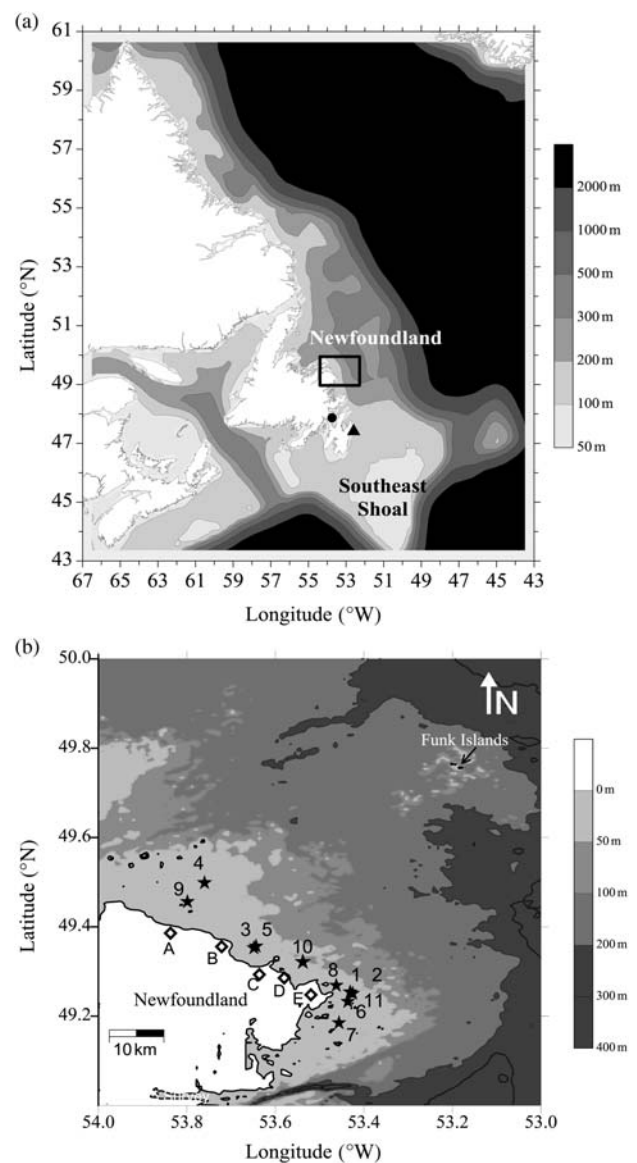 (a)
61
59
57
55
53
51
49
47
45
43
Latitude (°N)
Newfoundland
Southeast
Shoal
67 65 63 61 59 57 55 53 52 49 47 45 43
Longitude (°W)
2000 m
1000 m
500 m
300 m
200 m
100 m
50 m
(b)
50.0
49.8
49.6
49.4
49.2
Latitude (°N)
N
Funk Islands
4
9
3 5
10
8 1 2
11
6
7
A
B
C
D
E
Newfoundland
10 km
54.0 53.8 53.6 53.4 53.2 53.0
Longitude (°W)
0 m
50 m
100 m
200 m
300 m
400 m